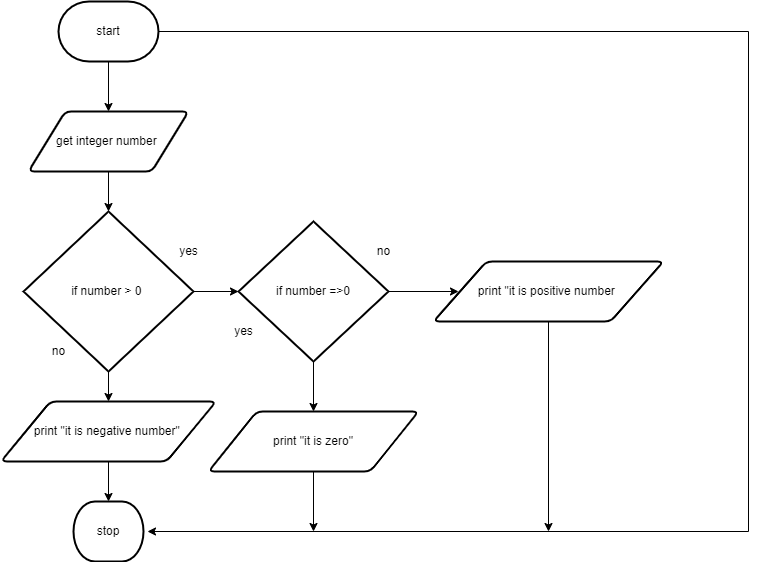 start
get integer number
yes
no
if number > 0
if number =>0
print "it is positive number
yes
no
print "it is negative number"
print "it is zero"
stop